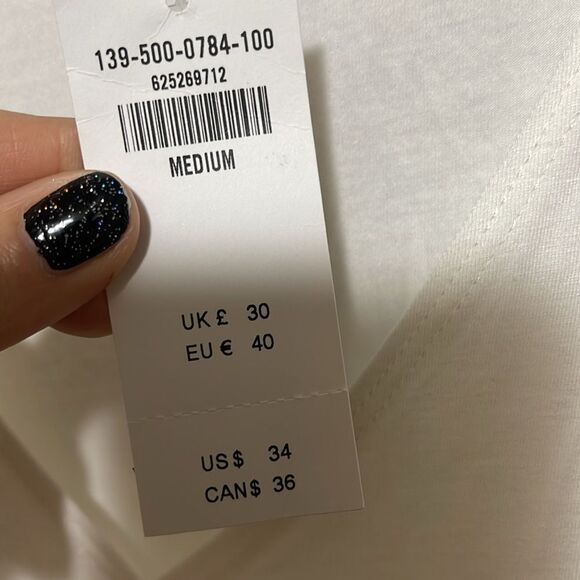 139-500-0784-100
625269712
MEDIUM
UK £ 30
EU € 40
US $ 34
CAN $ 36